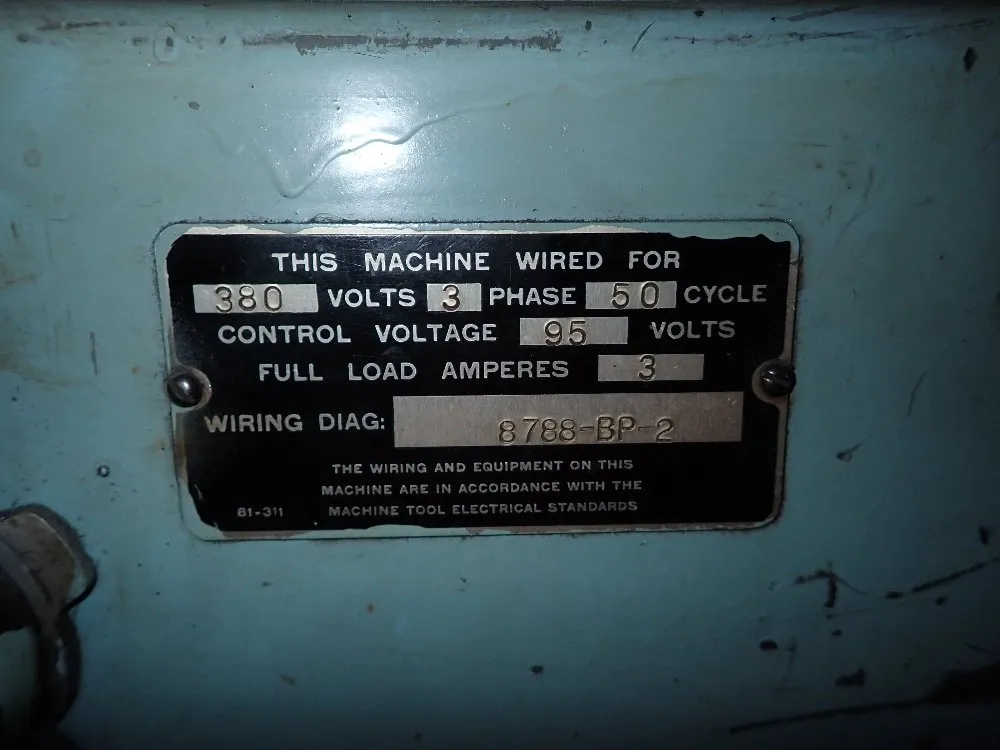 THIS MACHINE WIRED FOR
380 VOLTS 3 PHASE 50 CYCLE
CONTROL VOLTAGE 95 VOLTS
FULL LOAD AMPERES 3
WIRING DIAG: 8788-BP-2
THE WIRING AND EQUIPMENT ON THIS
MACHINE ARE IN ACCORDANCE WITH THE
61-311 MACHINE TOOL ELECTRICAL STANDARDS